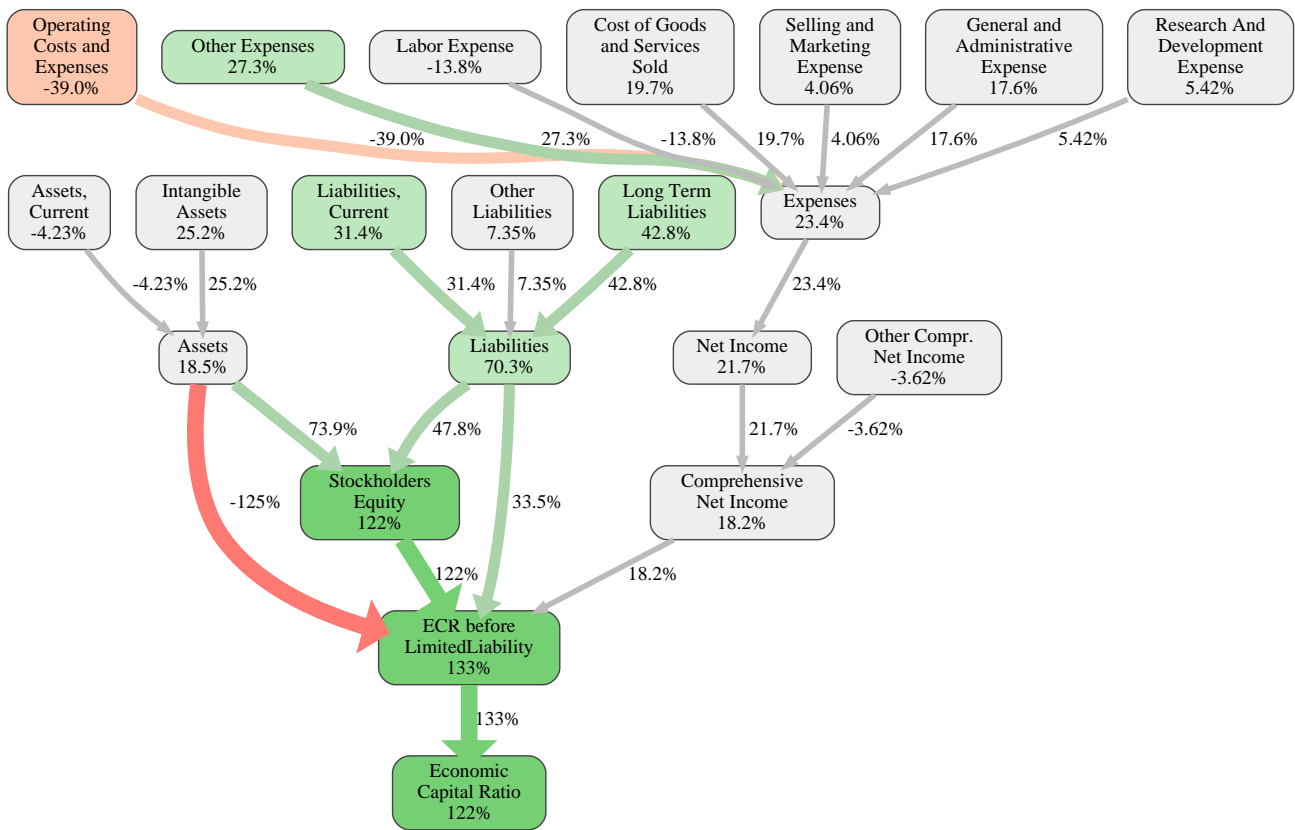 Operating
Costs and
Expenses
-39.0%
Other Expenses
27.3%
Labor Expense
-13.8%
Cost of Goods
and Services
Sold
19.7%
Selling and
Marketing
Expense
4.06%
General and
Administrative
Expense
17.6%
Research And
Development
Expense
5.42%
-39.0%
27.3%
-13.8%
19.7%
4.06%
17.6%
5.42%
Assets,
Current
-4.23%
Intangible
Assets
25.2%
Liabilities,
Current
31.4%
Other
Liabilities
7.35%
Long Term
Liabilities
42.8%
Expenses
23.4%
-4.23%
25.2%
31.4%
7.35%
42.8%
23.4%
Assets
18.5%
Liabilities
70.3%
Net Income
21.7%
Other Compr.
Net Income
-3.62%
73.9%
47.8%
21.7%
-3.62%
Stockholders
Equity
122%
Comprehensive
Net Income
18.2%
-125%
33.5%
122%
18.2%
ECR before
LimitedLiability
133%
133%
Economic
Capital Ratio
122%